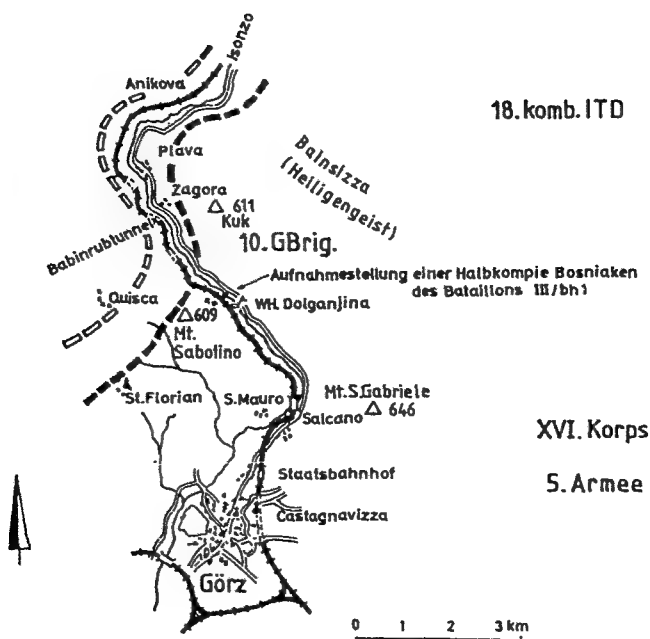 Isonzo
Anikova
18.komb.ITD
Plava
Bainsizza
(Heiligengeist)
Zagora
611
Kuk
10.GBrig.
Babinrubtunnel
Aufnahmestellung einer Halbkompie Bosniaken
des Bataillons III/bh1
Quisca
WH. Dolganjina
609
Mt.
Sabotino
St.Florian
S.Mauro
Mt.S.Gabriele
646
Salcano
XVI. Korps
Staatsbahnhof
5.Armee
Castagnavizza
Görz
0 1 2 3 km